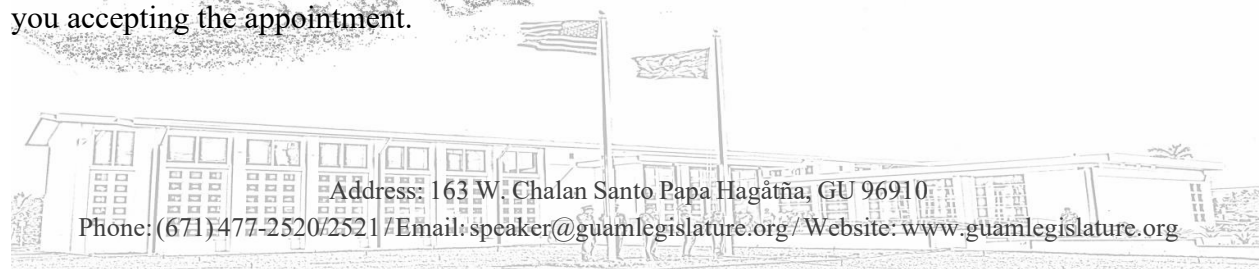 you accepting the appointment.
Address: 163 W. Chalan Santo Papa Hagåtña, GU 96910
Phone: (671) 477-2520/2521 / Email: speaker@guamlegislature.org / Website: www.guamlegislature.org